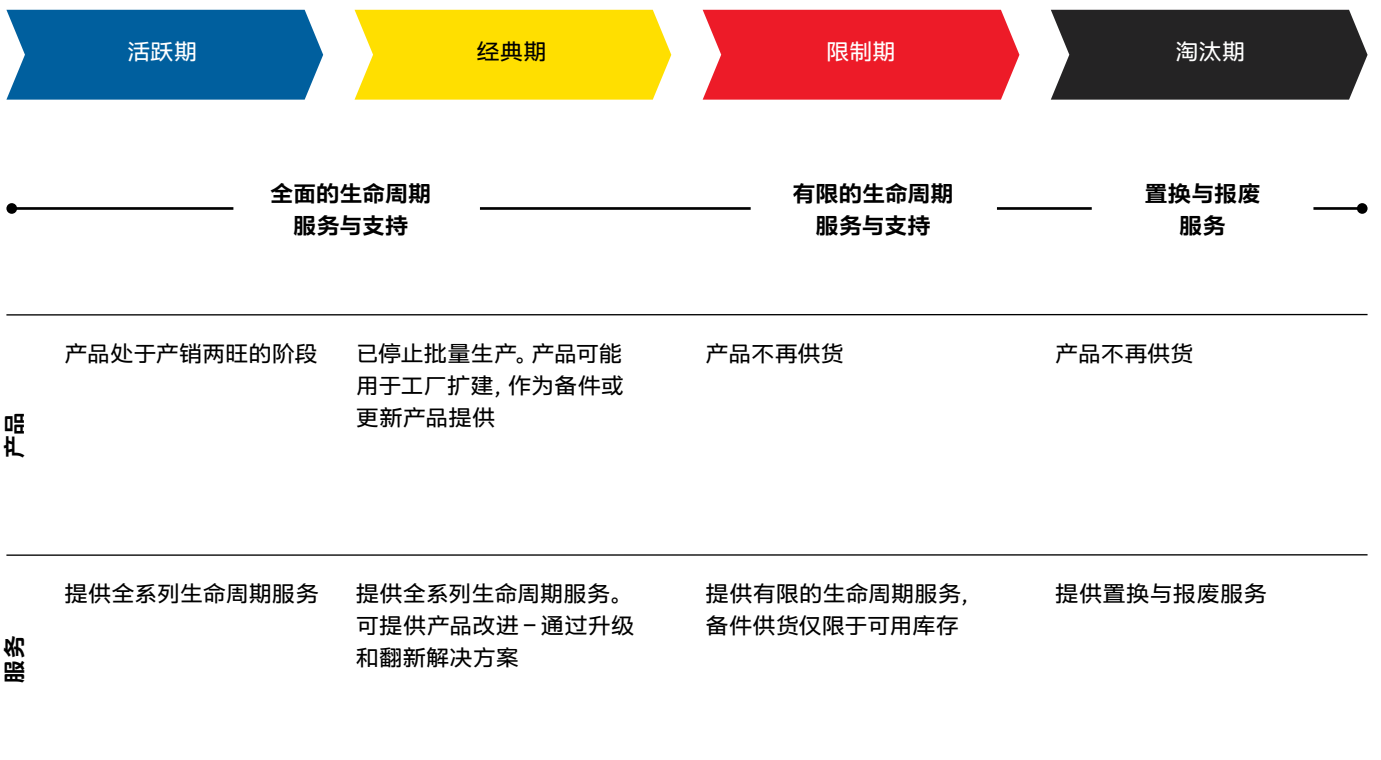 活跃期
经典期
限制期
淘汰期
全面的生命周期
服务与支持
有限的生命周期
服务与支持
置换与报废
服务
产品
产品处于产销两旺的阶段
已停止批量生产。产品可能
用于工厂扩建, 作为备件或
更新产品提供
产品不再供货
产品不再供货
服务
提供全系列生命周期服务
提供全系列生命周期服务。
可提供产品改进 – 通过升级
和翻新解决方案
提供有限的生命周期服务,
备件供货仅限于可用库存
提供置换与报废服务